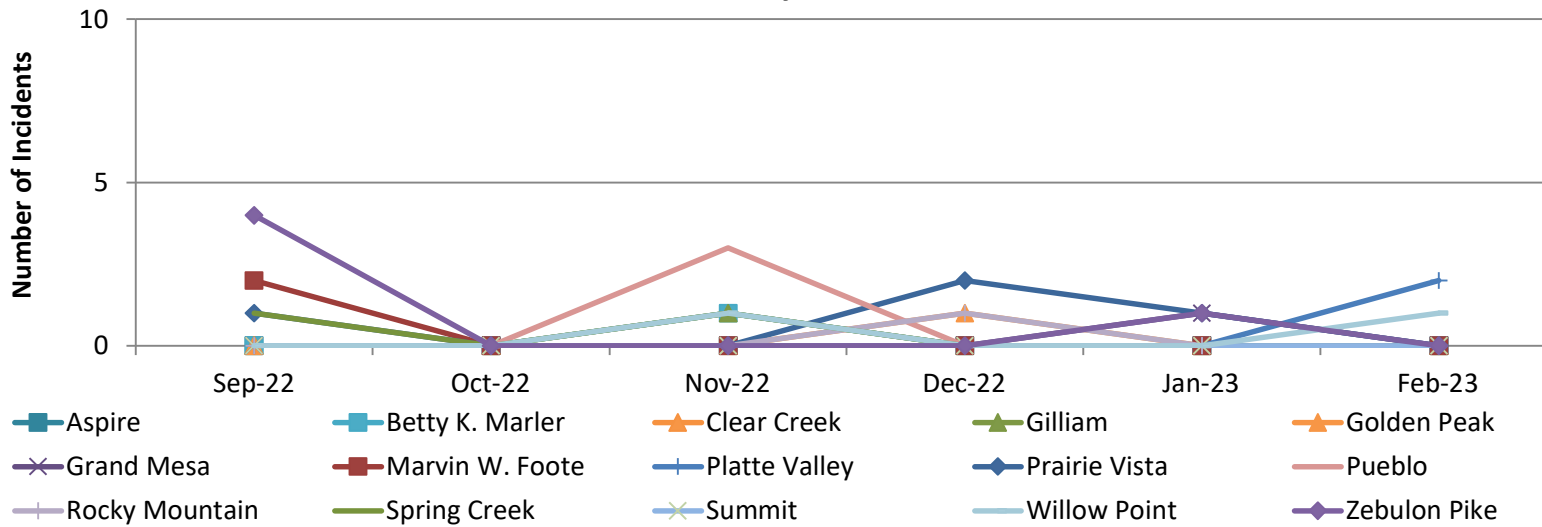 10
Number of Incidents
5
0
Sep-22 Oct-22 Nov-22 Dec-22 Jan-23 Feb-23
Aspire Betty K. Marler Clear Creek Gilliam Golden Peak
Grand Mesa Marvin W. Foote Platte Valley Prairie Vista Pueblo
Rocky Mountain Spring Creek Summit Willow Point Zebulon Pike